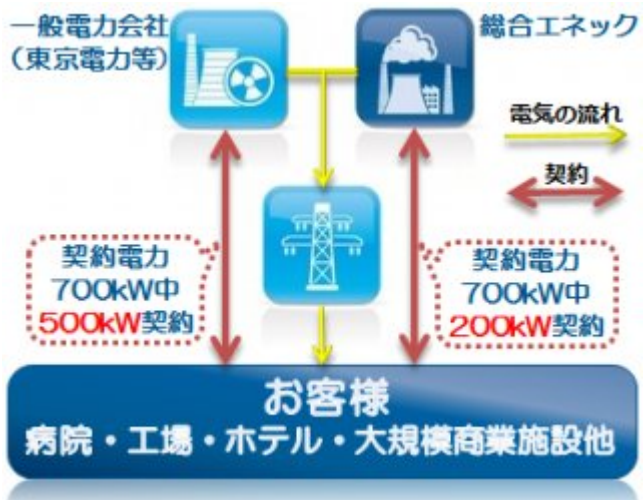 一般電力会社
（東京電力等）
総合エネック
電気の流れ
契約
契約電力
700kW中
500kW契約
契約電力
700kW中
200kW契約
お客様
病院・工場・ホテル・大規模商業施設他